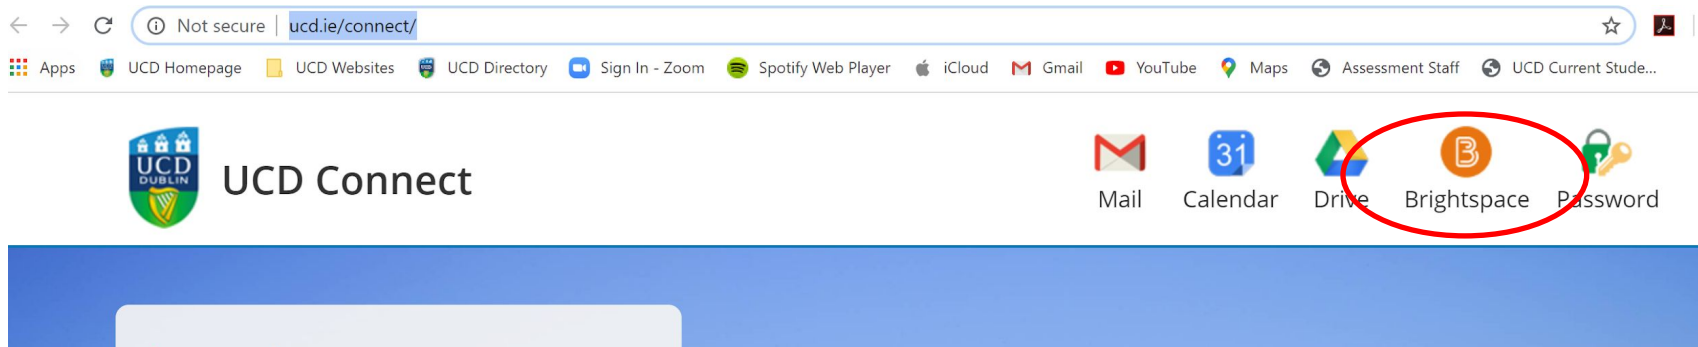 Not secure | ucd.ie/connect/
Apps UCD Homepage UCD Websites UCD Directory Sign In - Zoom Spotify Web Player iCloud Gmail YouTube Maps Assessment Staff UCD Current Stude...
UCD
DUBLIN
UCD Connect
31
B
Mail Calendar Drive Brightspace Password